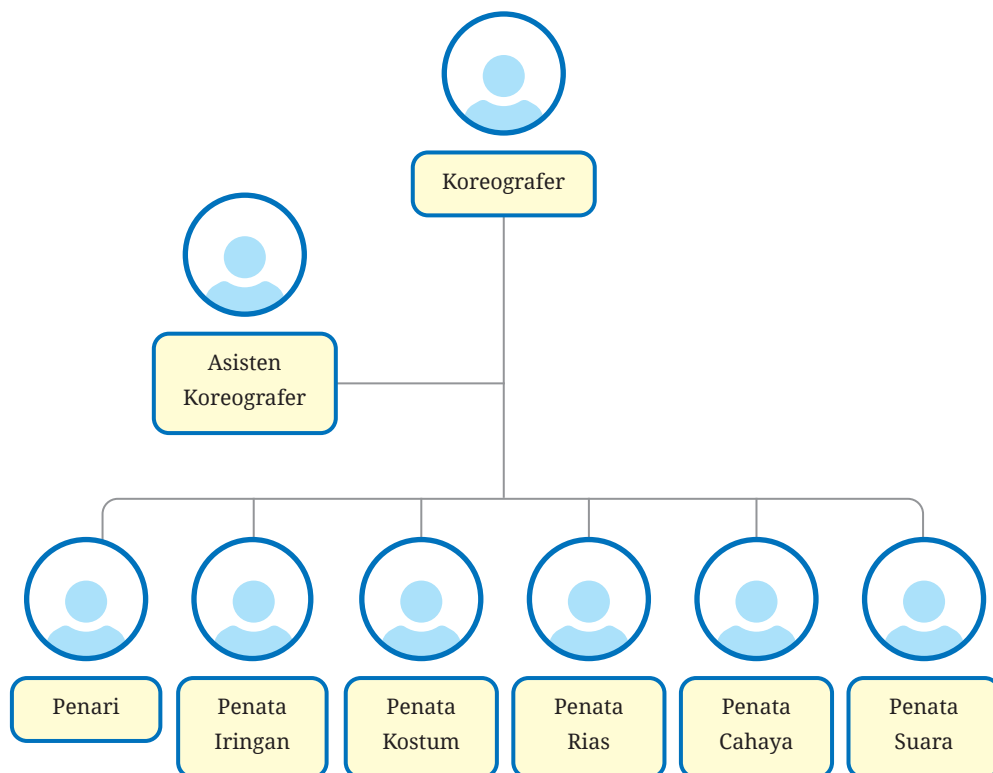 Koreografer
Asisten
Koreografer
Penari
Penata
Iringan
Penata
Kostum
Penata
Rias
Penata
Cahaya
Penata
Suara